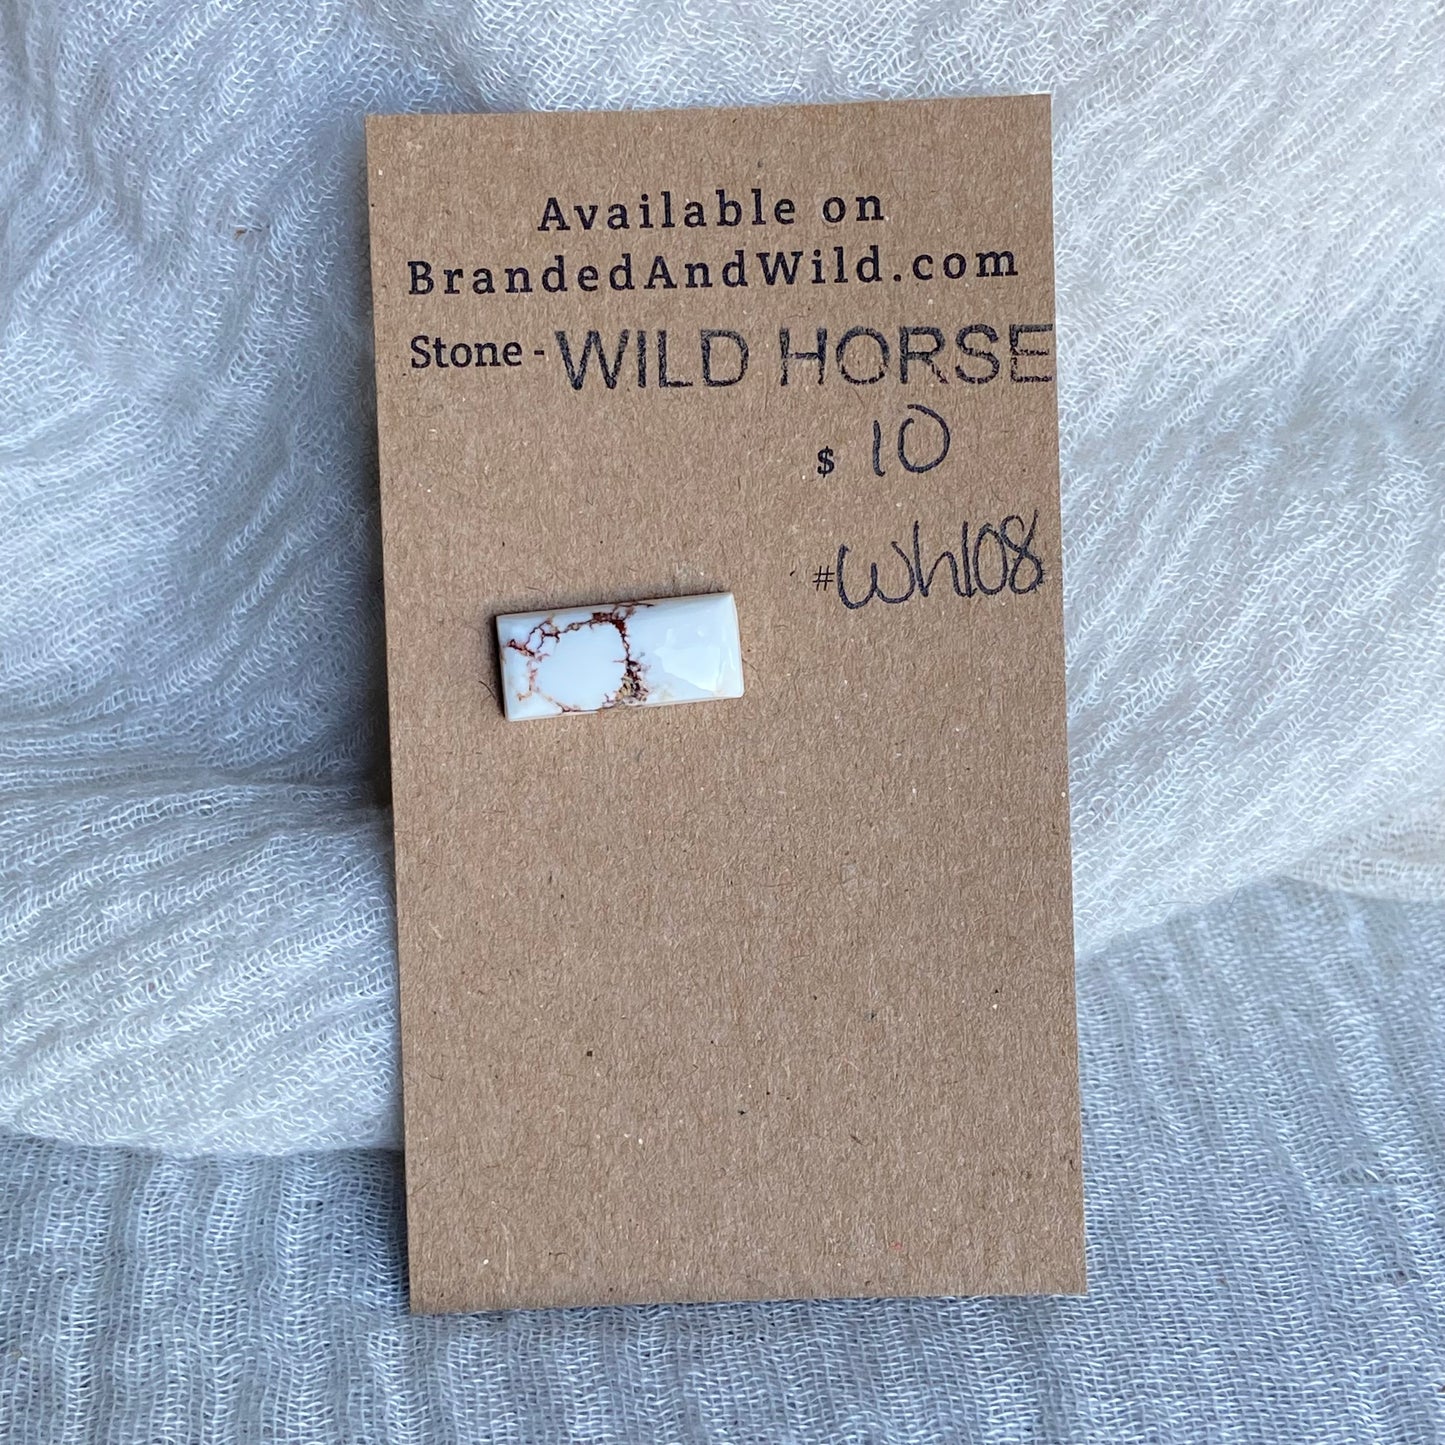 Available on
BrandedAndWild.com
Stone - WILD HORSE
$ 10
#Wh108